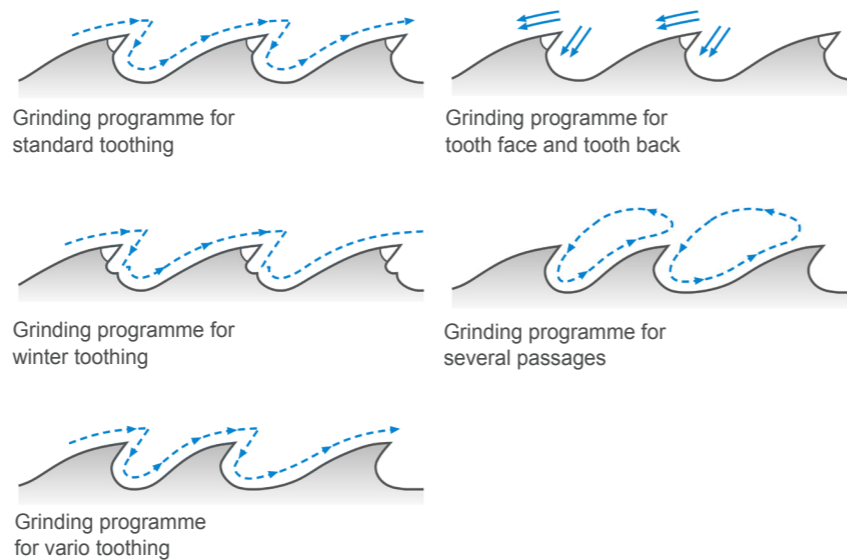 Grinding programme for
standard toothing
Grinding programme for
tooth face and tooth back
Grinding programme for
winter toothing
Grinding programme for
several passages
Grinding programme
for vario toothing